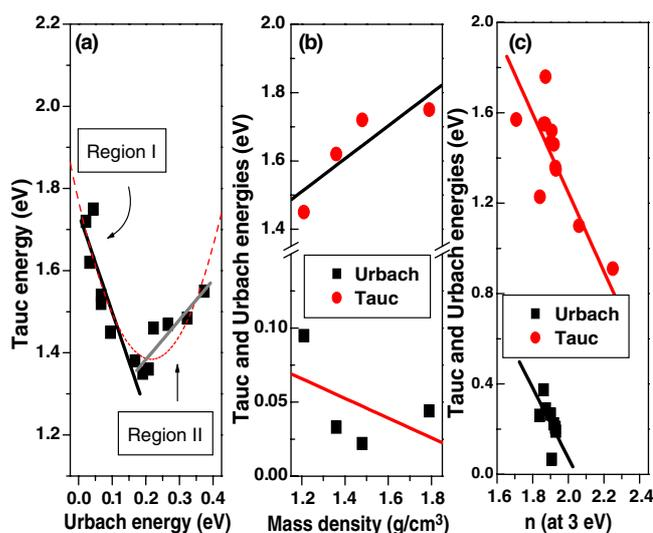 (a)
Tauc energy (eV)
2.2
2.0
1.8
1.6
1.4
1.2
Region I
Region II
0.0 0.1 0.2 0.3 0.4
Urbach energy (eV)
(b)
Tauc and Urbach energies (eV)
2.0
1.8
1.6
1.4
0.10
0.05
0.00
Urbach
Tauc
1.2 1.4 1.6 1.8
Mass density (g/cm³)
(c)
Tauc and Urbach energies (eV)
2.0
1.6
1.2
0.8
0.4
0.0
Urbach
Tauc
1.6 2.0 2.4
n (at 3 eV)